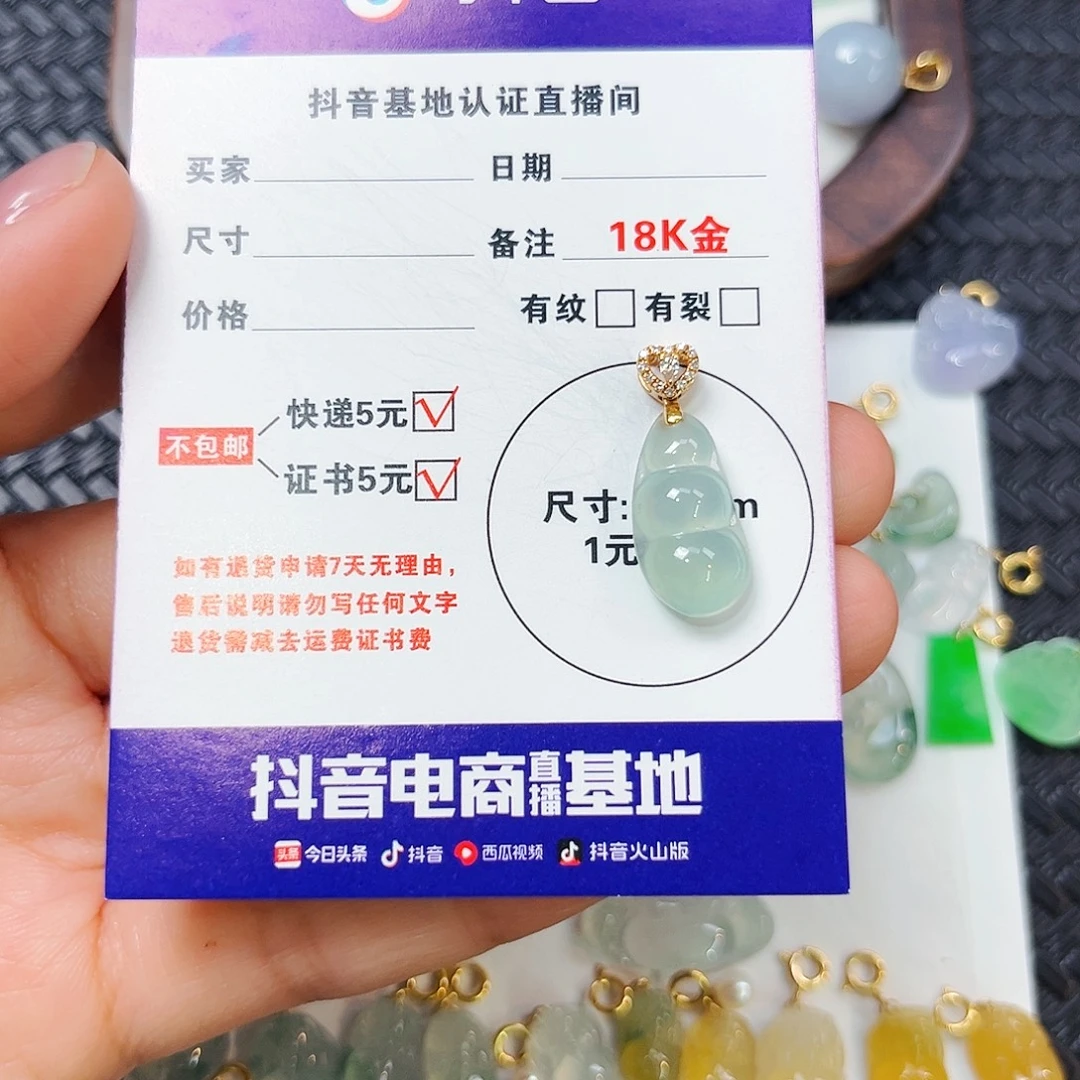 抖音基地认证直播间
买家 日期
尺寸 备注 18K金
价格 有纹 有裂
快递5元
不包邮
证书5元
尺寸: m
1元
如有退货申请7天无理由,
售后说明请勿写任何文字
退货需减去运费证书费
抖音电商直播基地
头条 今日头条 抖音 西瓜视频 抖音火山版